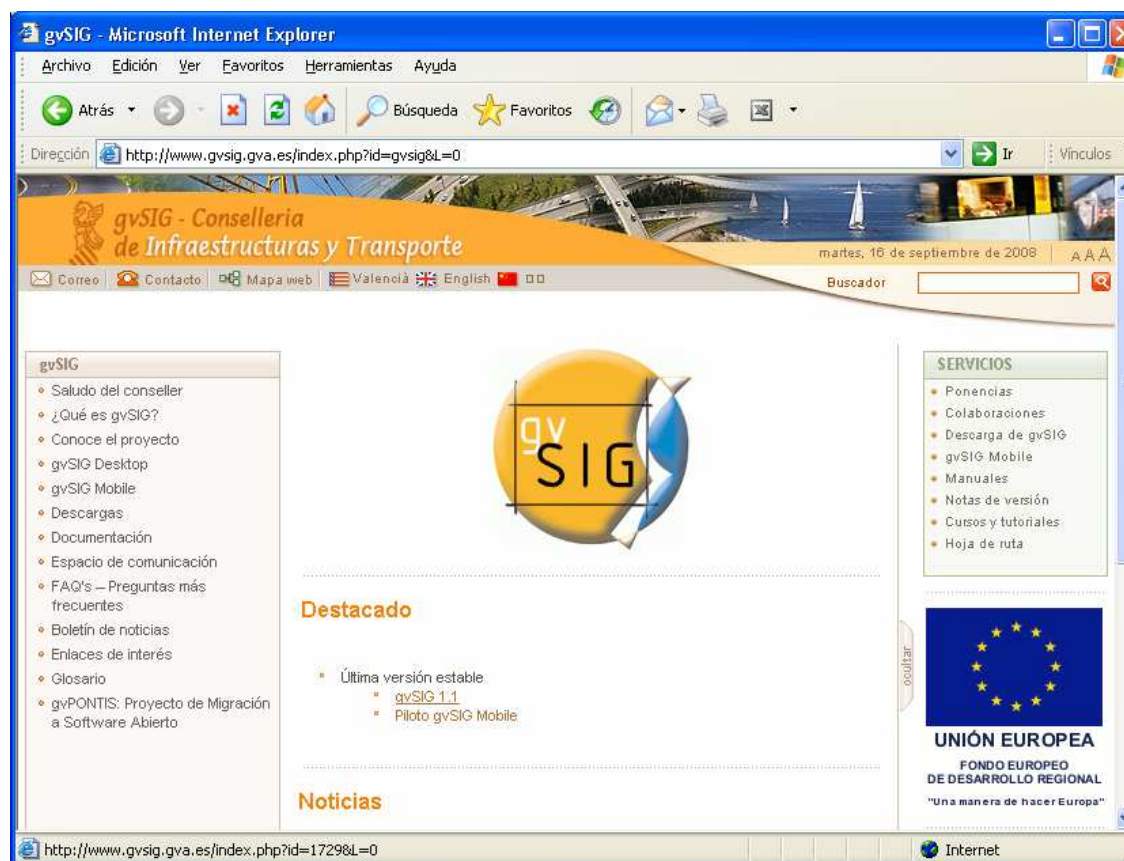 gvSIG - Microsoft Internet Explorer
Archivo Edición Ver Favoritos Herramientas Ayuda
Atrás Búsqueda Favoritos
Dirección http://www.gvsig.gva.es/index.php?id=gvsig&L=0 Ir Vínculos
gvSIG - Conselleria
de Infraestructuras y Transporte
martes, 16 de septiembre de 2008 A A A
Correo Contacto Mapa web Valencià English
Buscador
gvSIG
Saludo del conseller
¿Qué es gvSIG?
Conoce el proyecto
gvSIG Desktop
gvSIG Mobile
Descargas
Documentación
Espacio de comunicación
FAQ's – Preguntas más
frecuentes
Boletín de noticias
Enlaces de interés
Glosario
gvPONTIS: Proyecto de Migración
a Software Abierto
gv
SIG
Destacado
Última versión estable
gvSIG 1.1
Piloto gvSIG Mobile
Noticias
ocultar
SERVICIOS
Ponencias
Colaboraciones
Descarga de gvSIG
gvSIG Mobile
Manuales
Notas de versión
Cursos y tutoriales
Hoja de ruta
UNIÓN EUROPEA
FONDO EUROPEO
DE DESARROLLO REGIONAL
"Una manera de hacer Europa"
http://www.gvsig.gva.es/index.php?id=1729&L=0 Internet